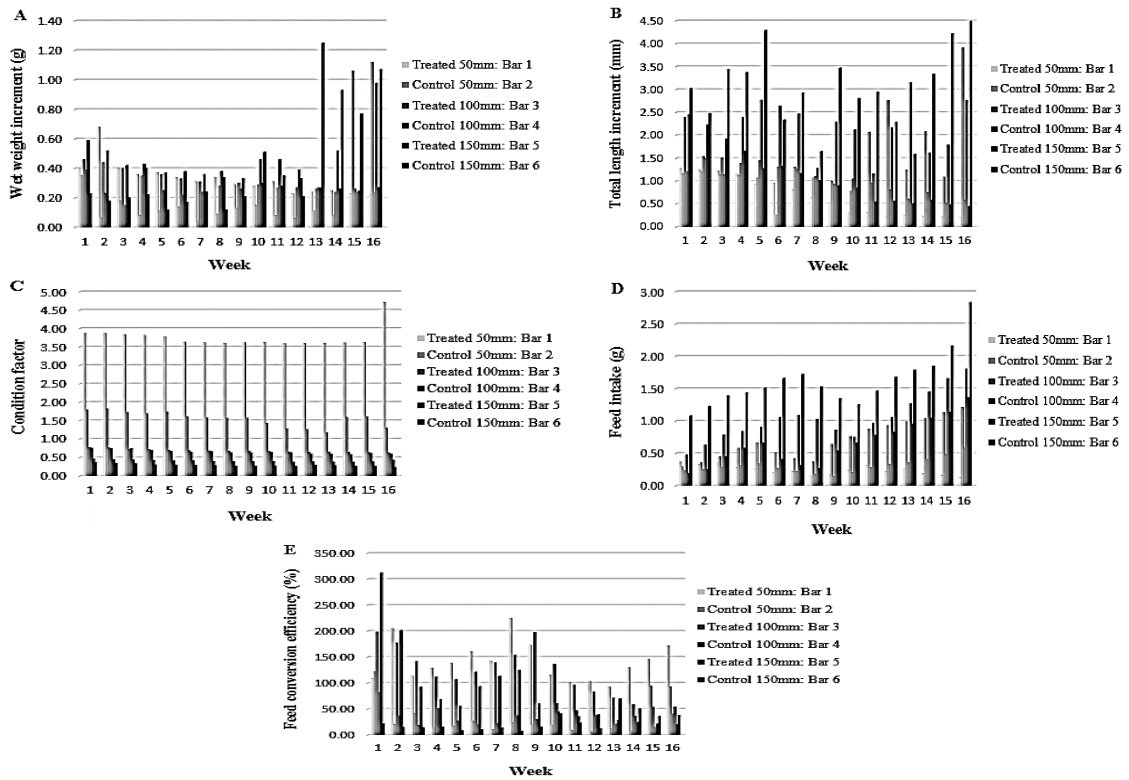 A
1.40
1.20
1.00
0.80
0.60
0.40
0.20
0.00
Wet weight increment (g)
1 2 3 4 5 6 7 8 9 10 11 12 13 14 15 16
Week
Treated 50mm: Bar 1
Control 50mm: Bar 2
Treated 100mm: Bar 3
Control 100mm: Bar 4
Treated 150mm: Bar 5
Control 150mm: Bar 6
B
4.50
4.00
3.50
3.00
2.50
2.00
1.50
1.00
0.50
0.00
Total length increment (mm)
1 2 3 4 5 6 7 8 9 10 11 12 13 14 15 16
Week
Treated 50mm: Bar 1
Control 50mm: Bar 2
Treated 100mm: Bar 3
Control 100mm: Bar 4
Treated 150mm: Bar 5
Control 150mm: Bar 6
C
5.00
4.50
4.00
3.50
3.00
2.50
2.00
1.50
1.00
0.50
0.00
Condition factor
1 2 3 4 5 6 7 8 9 10 11 12 13 14 15 16
Week
Treated 50mm: Bar 1
Control 50mm: Bar 2
Treated 100mm: Bar 3
Control 100mm: Bar 4
Treated 150mm: Bar 5
Control 150mm: Bar 6
D
3.00
2.50
2.00
1.50
1.00
0.50
0.00
Feed intake (g)
1 2 3 4 5 6 7 8 9 10 11 12 13 14 15 16
Week
Treated 50mm: Bar 1
Control 50mm: Bar 2
Treated 100mm: Bar 3
Control 100mm: Bar 4
Treated 150mm: Bar 5
Control 150mm: Bar 6
E
350.00
300.00
250.00
200.00
150.00
100.00
50.00
0.00
Feed conversion efficiency (%)
1 2 3 4 5 6 7 8 9 10 11 12 13 14 15 16
Week
Treated 50mm: Bar 1
Control 50mm: Bar 2
Treated 100mm: Bar 3
Control 100mm: Bar 4
Treated 150mm: Bar 5
Control 150mm: Bar 6